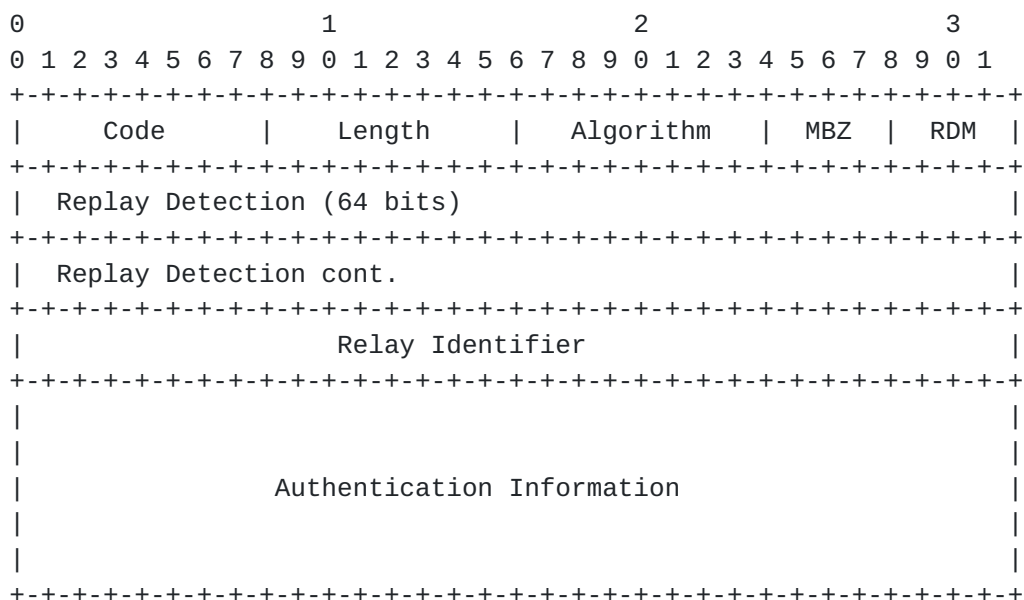 0                   1                   2                   3
0 1 2 3 4 5 6 7 8 9 0 1 2 3 4 5 6 7 8 9 0 1 2 3 4 5 6 7 8 9 0 1
+-+-+-+-+-+-+-+-+-+-+-+-+-+-+-+-+-+-+-+-+-+-+-+-+-+-+-+-+-+-+-+-+
|     Code      |    Length     |   Algorithm   |  MBZ  |  RDM  |
+-+-+-+-+-+-+-+-+-+-+-+-+-+-+-+-+-+-+-+-+-+-+-+-+-+-+-+-+-+-+-+-+
|  Replay Detection (64 bits)                                   |
+-+-+-+-+-+-+-+-+-+-+-+-+-+-+-+-+-+-+-+-+-+-+-+-+-+-+-+-+-+-+-+-+
|  Replay Detection cont.                                       |
+-+-+-+-+-+-+-+-+-+-+-+-+-+-+-+-+-+-+-+-+-+-+-+-+-+-+-+-+-+-+-+-+
|                    Relay Identifier                           |
+-+-+-+-+-+-+-+-+-+-+-+-+-+-+-+-+-+-+-+-+-+-+-+-+-+-+-+-+-+-+-+-+
|                                                               |
|                                                               |
|                Authentication Information                     |
|                                                               |
|                                                               |
+-+-+-+-+-+-+-+-+-+-+-+-+-+-+-+-+-+-+-+-+-+-+-+-+-+-+-+-+-+-+-+-+